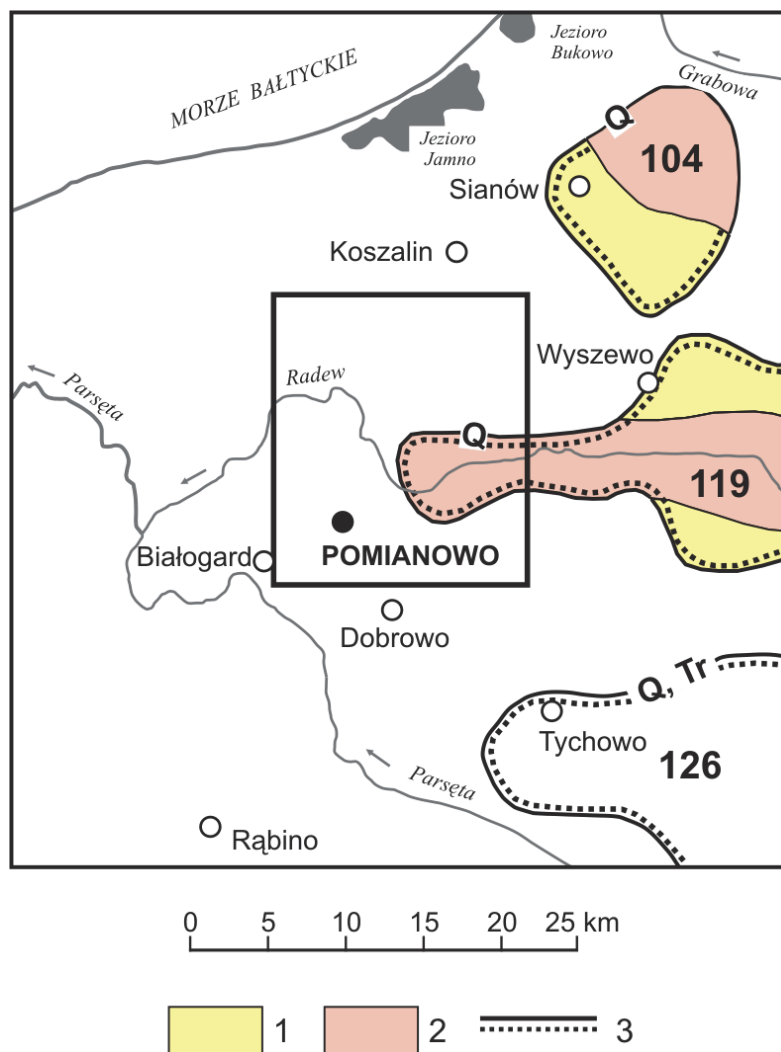 MORZE BAŁTYCKIE
Jezioro
Bukowo
Grabowa
Jezioro
Jamno
Q
104
Sianów
Koszalin
Wyszewo
Parsęta
Radew
Q
119
POMIANOWO
Białogard
Dobrowo
Q, Tr
Tychowo
126
Parsęta
Rąbino
0 5 10 15 20 25 km
1 2 3